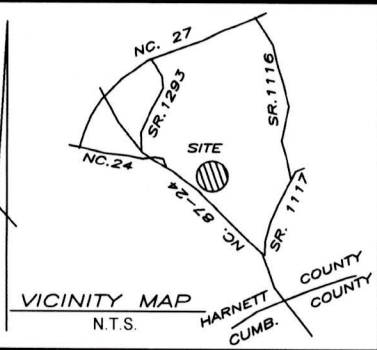 NC. 27
SR. 1293
SR. 1116
NC. 24
SITE
NC. 87-24
SR. 1117
VICINITY MAP
N.T.S.
HARNETT COUNTY
CUMB. COUNTY